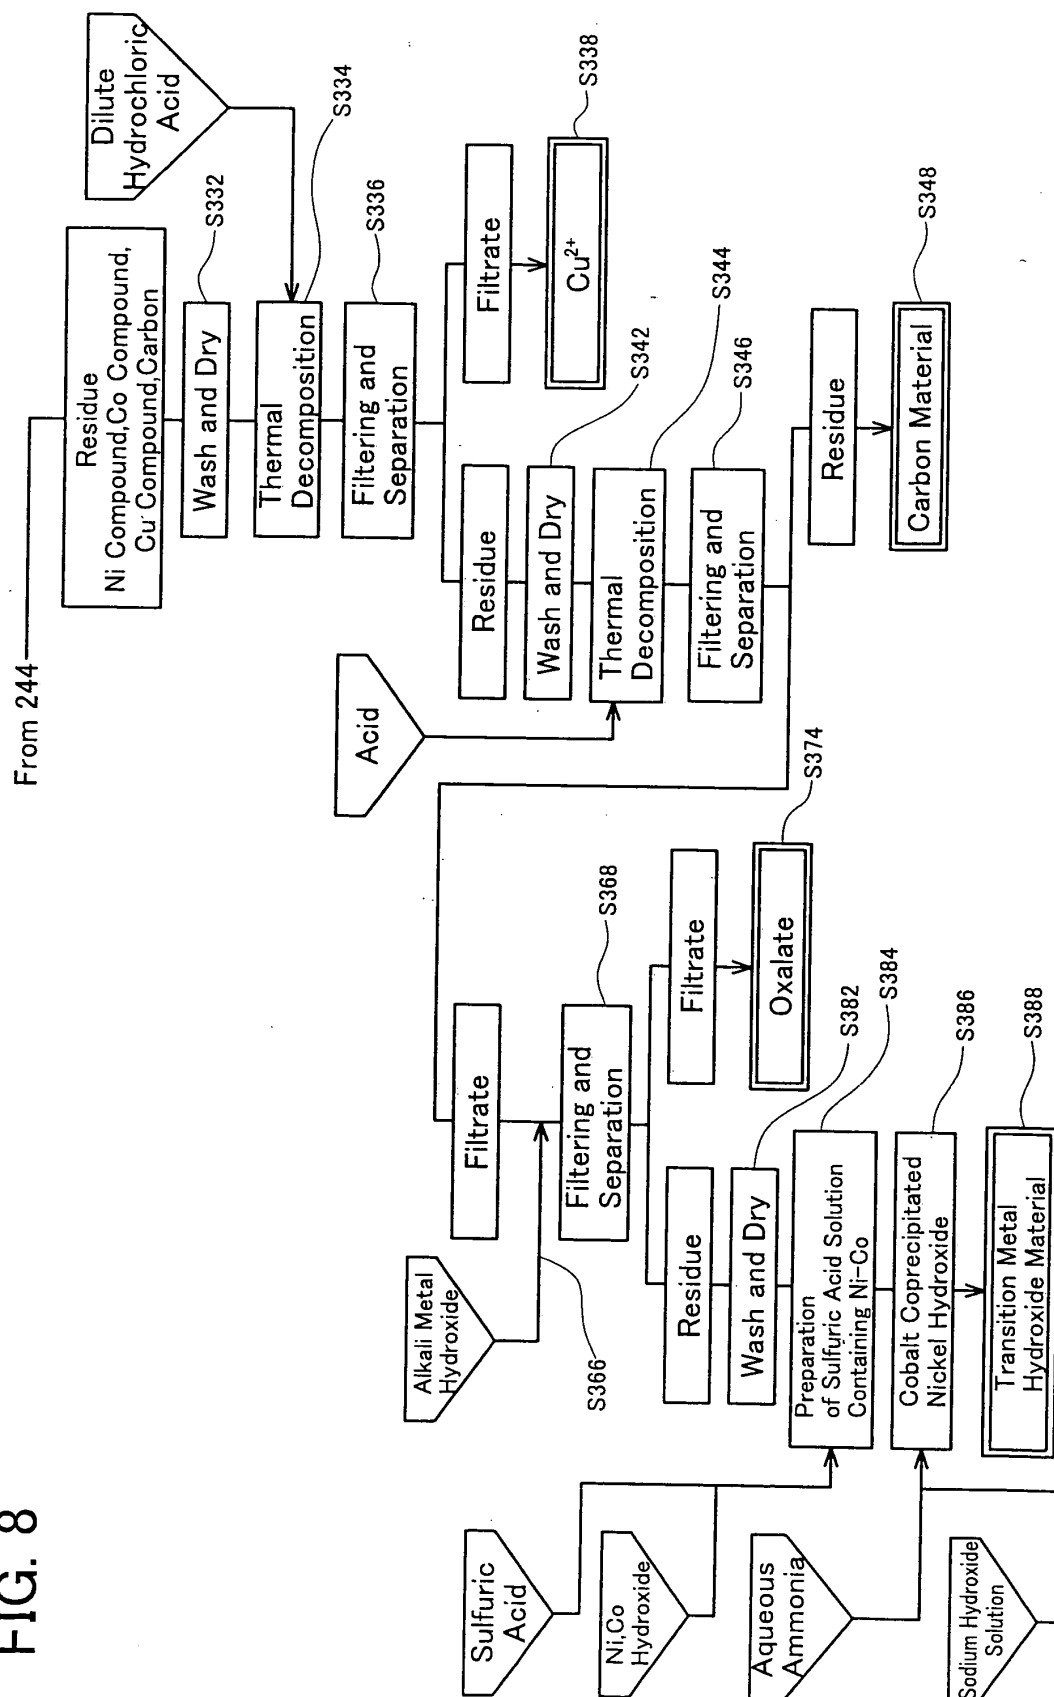 FIG. 8
From 244
Residue
Ni Compound,Co Compound,
Cu Compound,Carbon
Dilute
Hydrochloric
Acid
Wash and Dry
S332
Thermal
Decomposition
S334
Filtering and
Separation
S336
Filtrate
Cu2+
S338
Residue
Wash and Dry
S342
Acid
Thermal
Decomposition
S344
Filtering and
Separation
S346
Residue
Carbon Material
S348
Filtrate
Alkali Metal
Hydroxide
S366
Filtering and
Separation
S368
Filtrate
Oxalate
S374
Residue
Wash and Dry
S382
Sulfuric
Acid
Ni,Co
Hydroxide
Preparation
of Sulfuric Acid Solution
Containing Ni-Co
S384
Aqueous
Ammonia
Sodium Hydroxide
Solution
Cobalt Coprecipitated
Nickel Hydroxide
S386
Transition Metal
Hydroxide Material
S388